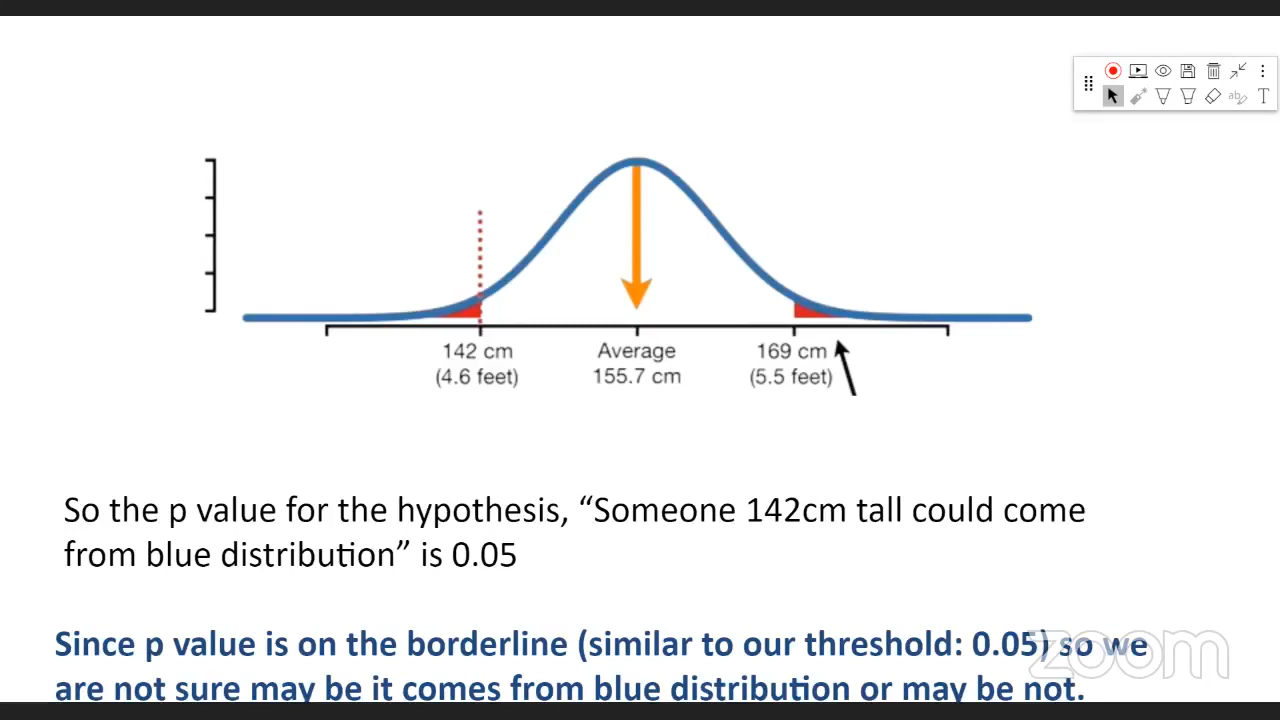 142 cm Average 169 cm
(4.6 feet) 155.7 cm (5.5 feet)
So the p value for the hypothesis, “Someone 142cm tall could come
from blue distribution” is 0.05
Since p value is on the borderline (similar to our threshold: 0.05) so we
are not sure may be it comes from blue distribution or may be not.
zoom